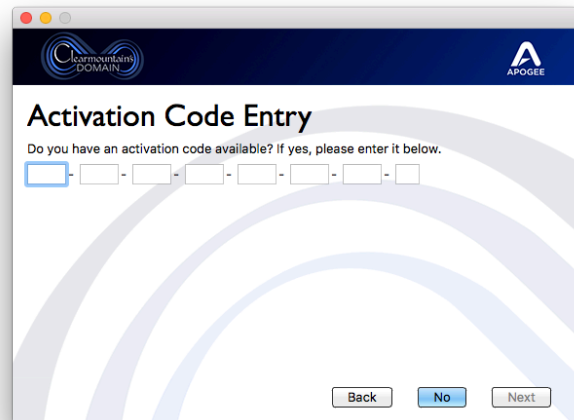 Clearmountain's
DOMAIN
APOGEE
Activation Code Entry
Do you have an activation code available? If yes, please enter it below.
- - - - - - -
Back No Next